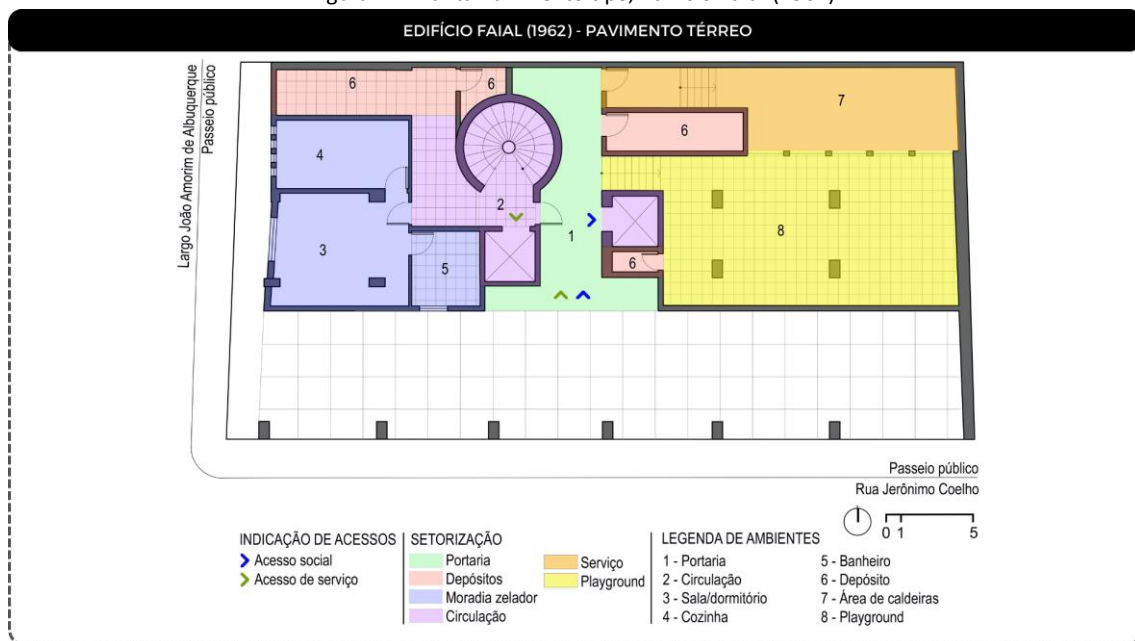 EDIFÍCIO FAIAL (1962) - PAVIMENTO TÉRREO
Largo João Amorim de Albuquerque
Passeio público
6
6
7
4
6
2
3
5
1
6
8
Passeio público
Rua Jerônimo Coelho
0 1 5
INDICAÇÃO DE ACESSOS
Acesso social
Acesso de serviço
SETORIZAÇÃO
Portaria
Depósitos
Moradia zelador
Circulação
Serviço
Playground
LEGENDA DE AMBIENTES
1 - Portaria
2 - Circulação
3 - Sala/dormitório
4 - Cozinha
5 - Banheiro
6 - Depósito
7 - Área de caldeiras
8 - Playground